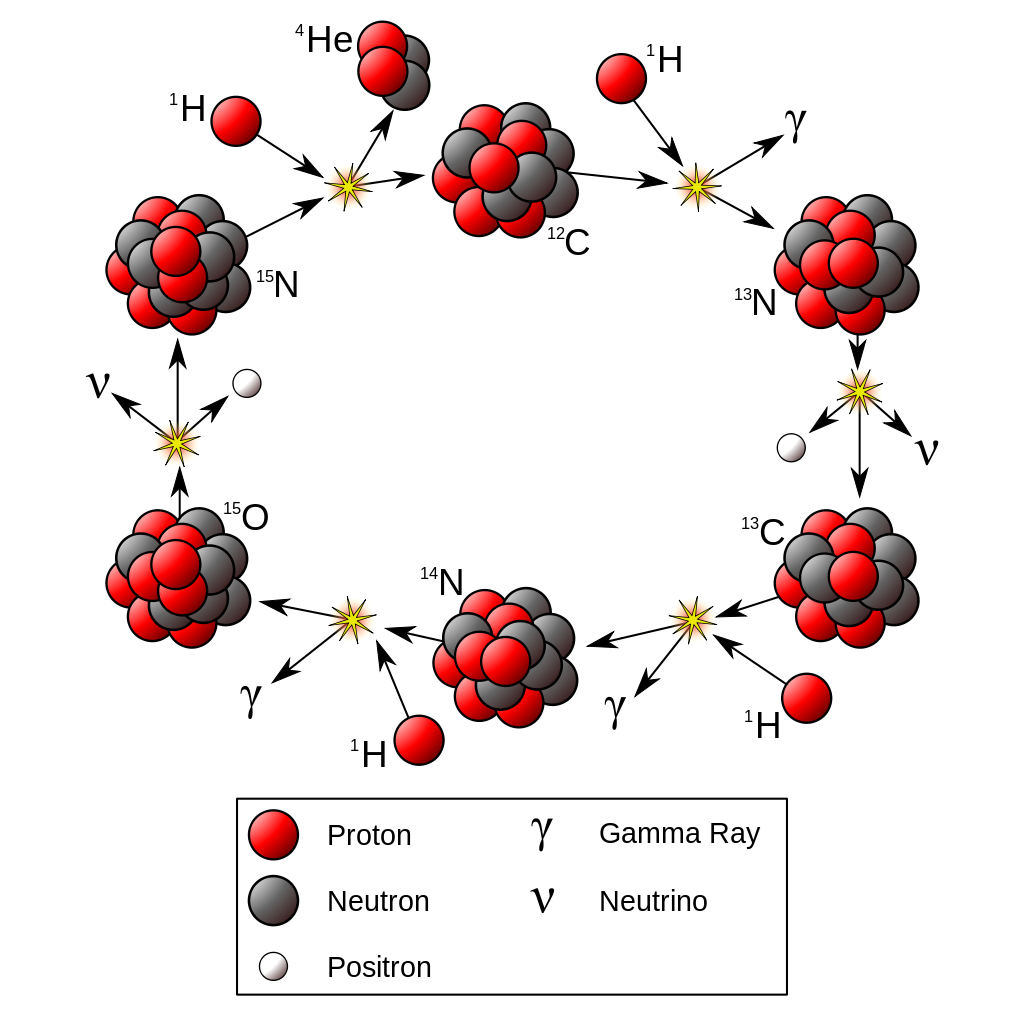 ⁴He
¹H
¹H
γ
¹²C
¹⁵N
¹³N
ν
ν
¹⁵O
¹³C
¹⁴N
γ
γ
¹H
¹H
Proton γ Gamma Ray
Neutron ν Neutrino
Positron